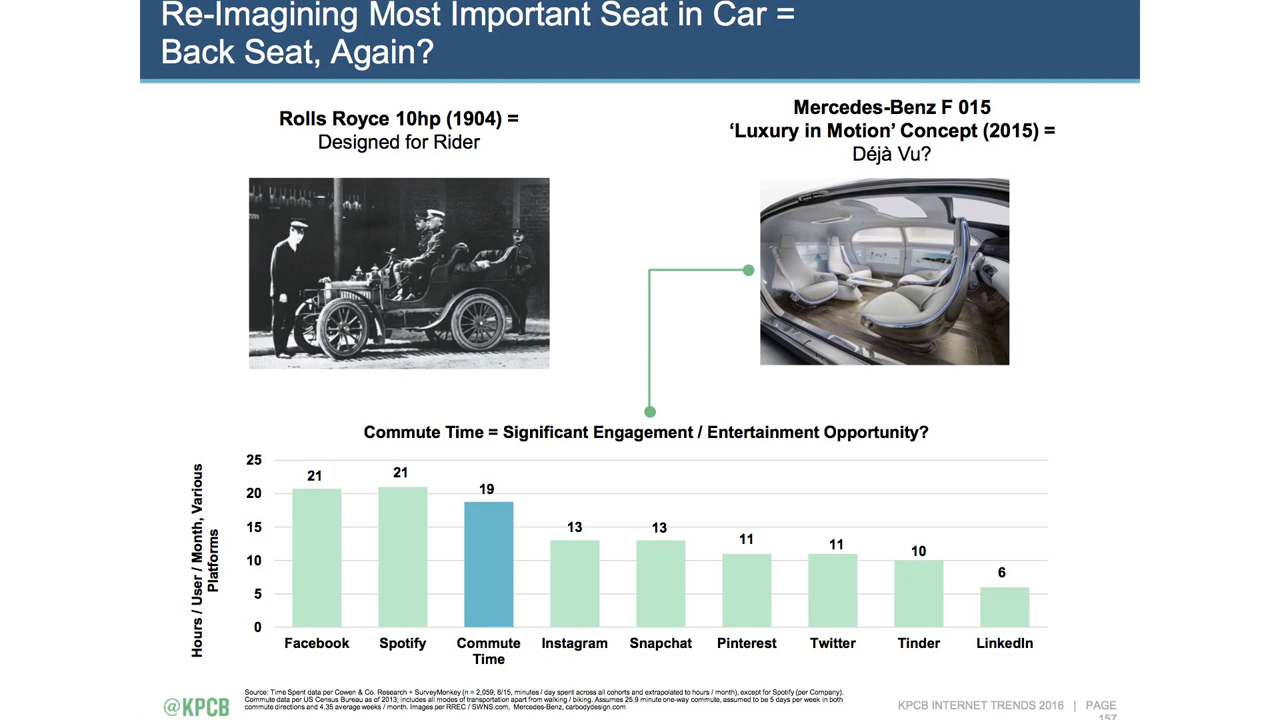 Re-Imagining Most Important Seat in Car =
Back Seat, Again?
Rolls Royce 10hp (1904) =
Designed for Rider
Mercedes-Benz F 015
‘Luxury in Motion’ Concept (2015) =
Déjà Vu?
Commute Time = Significant Engagement / Entertainment Opportunity?
Hours / User / Month, Various
Platforms
25
20
15
10
5
0
21
21
19
13
13
11
11
10
6
Facebook
Spotify
Commute
Time
Instagram
Snapchat
Pinterest
Twitter
Tinder
LinkedIn
@KPCB
Source: Time Spent data per Cowen & Co. Research + SurveyMonkey (n = 2,059, 6/15, minutes / day spent across all cohorts and extrapolated to hours / month), except for Spotify (per Company).
Commute data per US Census Bureau as of 2013; includes all modes of transportation apart from walking / biking. Assumes 25.9 minute one-way commute, assumed to be 5 days per week in both
commute directions and 4.35 average weeks / month. Images per RREC / SWNS.com, Mercedes-Benz, carbodydesign.com
KPCB INTERNET TRENDS 2016 | PAGE
157